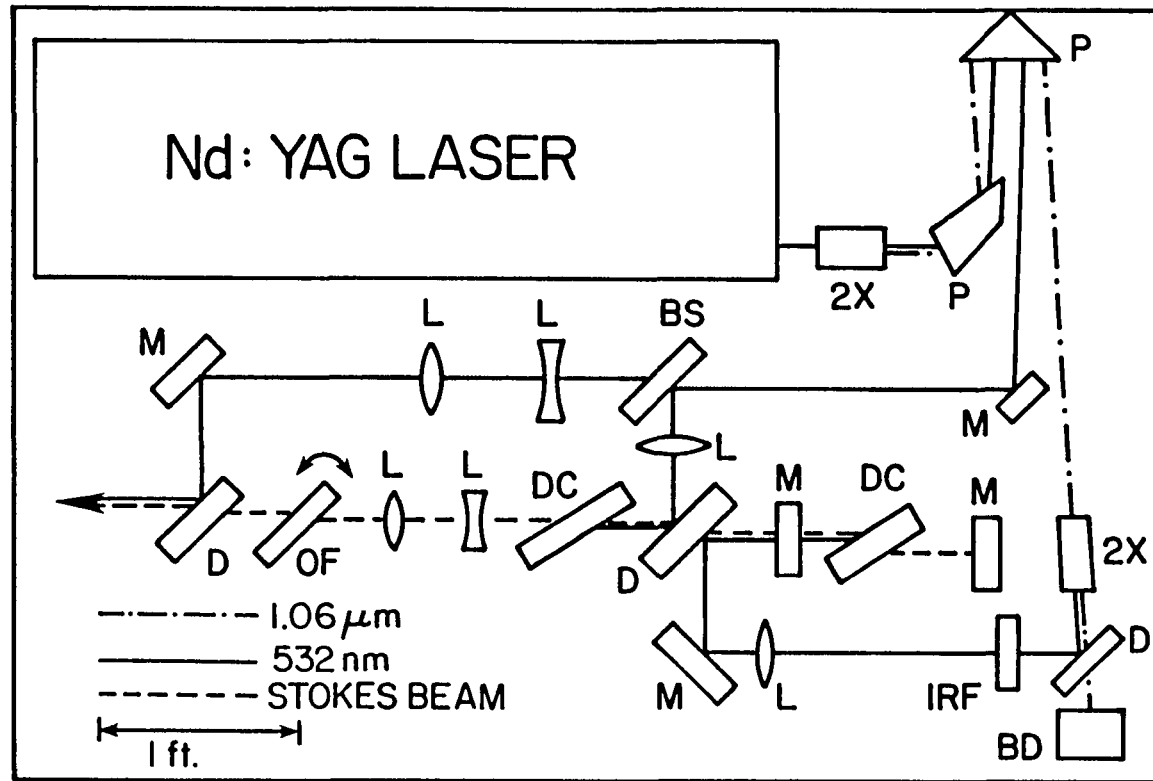 P
Nd: YAG LASER
2X
P
M
L
L
BS
M
L
L
L
DC
M
DC
M
2X
D
OF
D
D
1.06 μm
532 nm
STOKES BEAM
M
L
IRF
BD
1 ft.